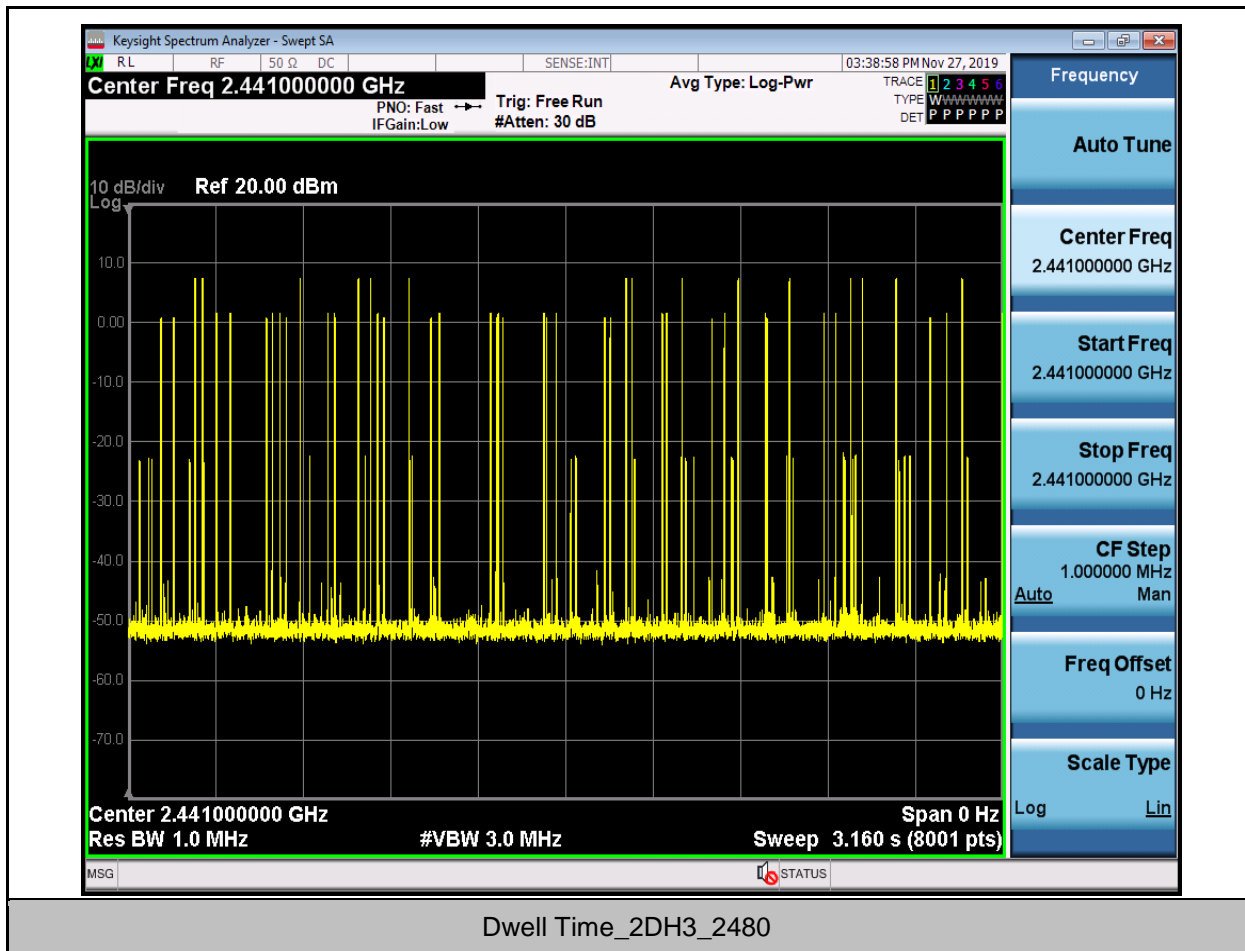 Keysight Spectrum Analyzer - Swept SA
LXI RL RF 50 Ω DC SENSE:INT 03:38:58 PM Nov 27, 2019
Center Freq 2.441000000 GHz Avg Type: Log-Pwr TRACE 1 2 3 4 5 6
PNO: Fast Trig: Free Run TYPE WWWWWW
IFGain:Low #Atten: 30 dB DET P P P P P P
10 dB/div Ref 20.00 dBm
Log
10.0
0.00
-10.0
-20.0
-30.0
-40.0
-50.0
-60.0
-70.0
Center 2.441000000 GHz Span 0 Hz
Res BW 1.0 MHz #VBW 3.0 MHz Sweep 3.160 s (8001 pts)
MSG STATUS
Frequency
Auto Tune
Center Freq
2.441000000 GHz
Start Freq
2.441000000 GHz
Stop Freq
2.441000000 GHz
CF Step
1.000000 MHz
Auto Man
Freq Offset
0 Hz
Scale Type
Log Lin
Dwell Time_2DH3_2480